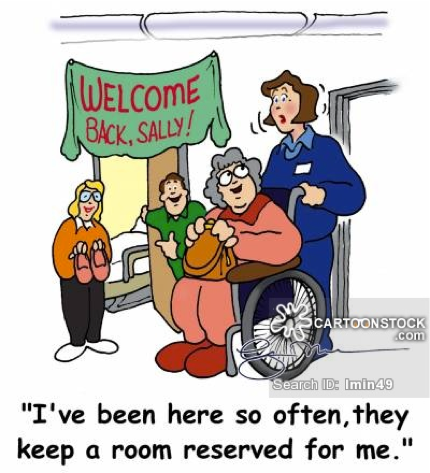 WELCOME
BACK, SALLY!
CARTOONSTOCK
.com
Search ID: lmin49
"I've been here so often,they
keep a room reserved for me."